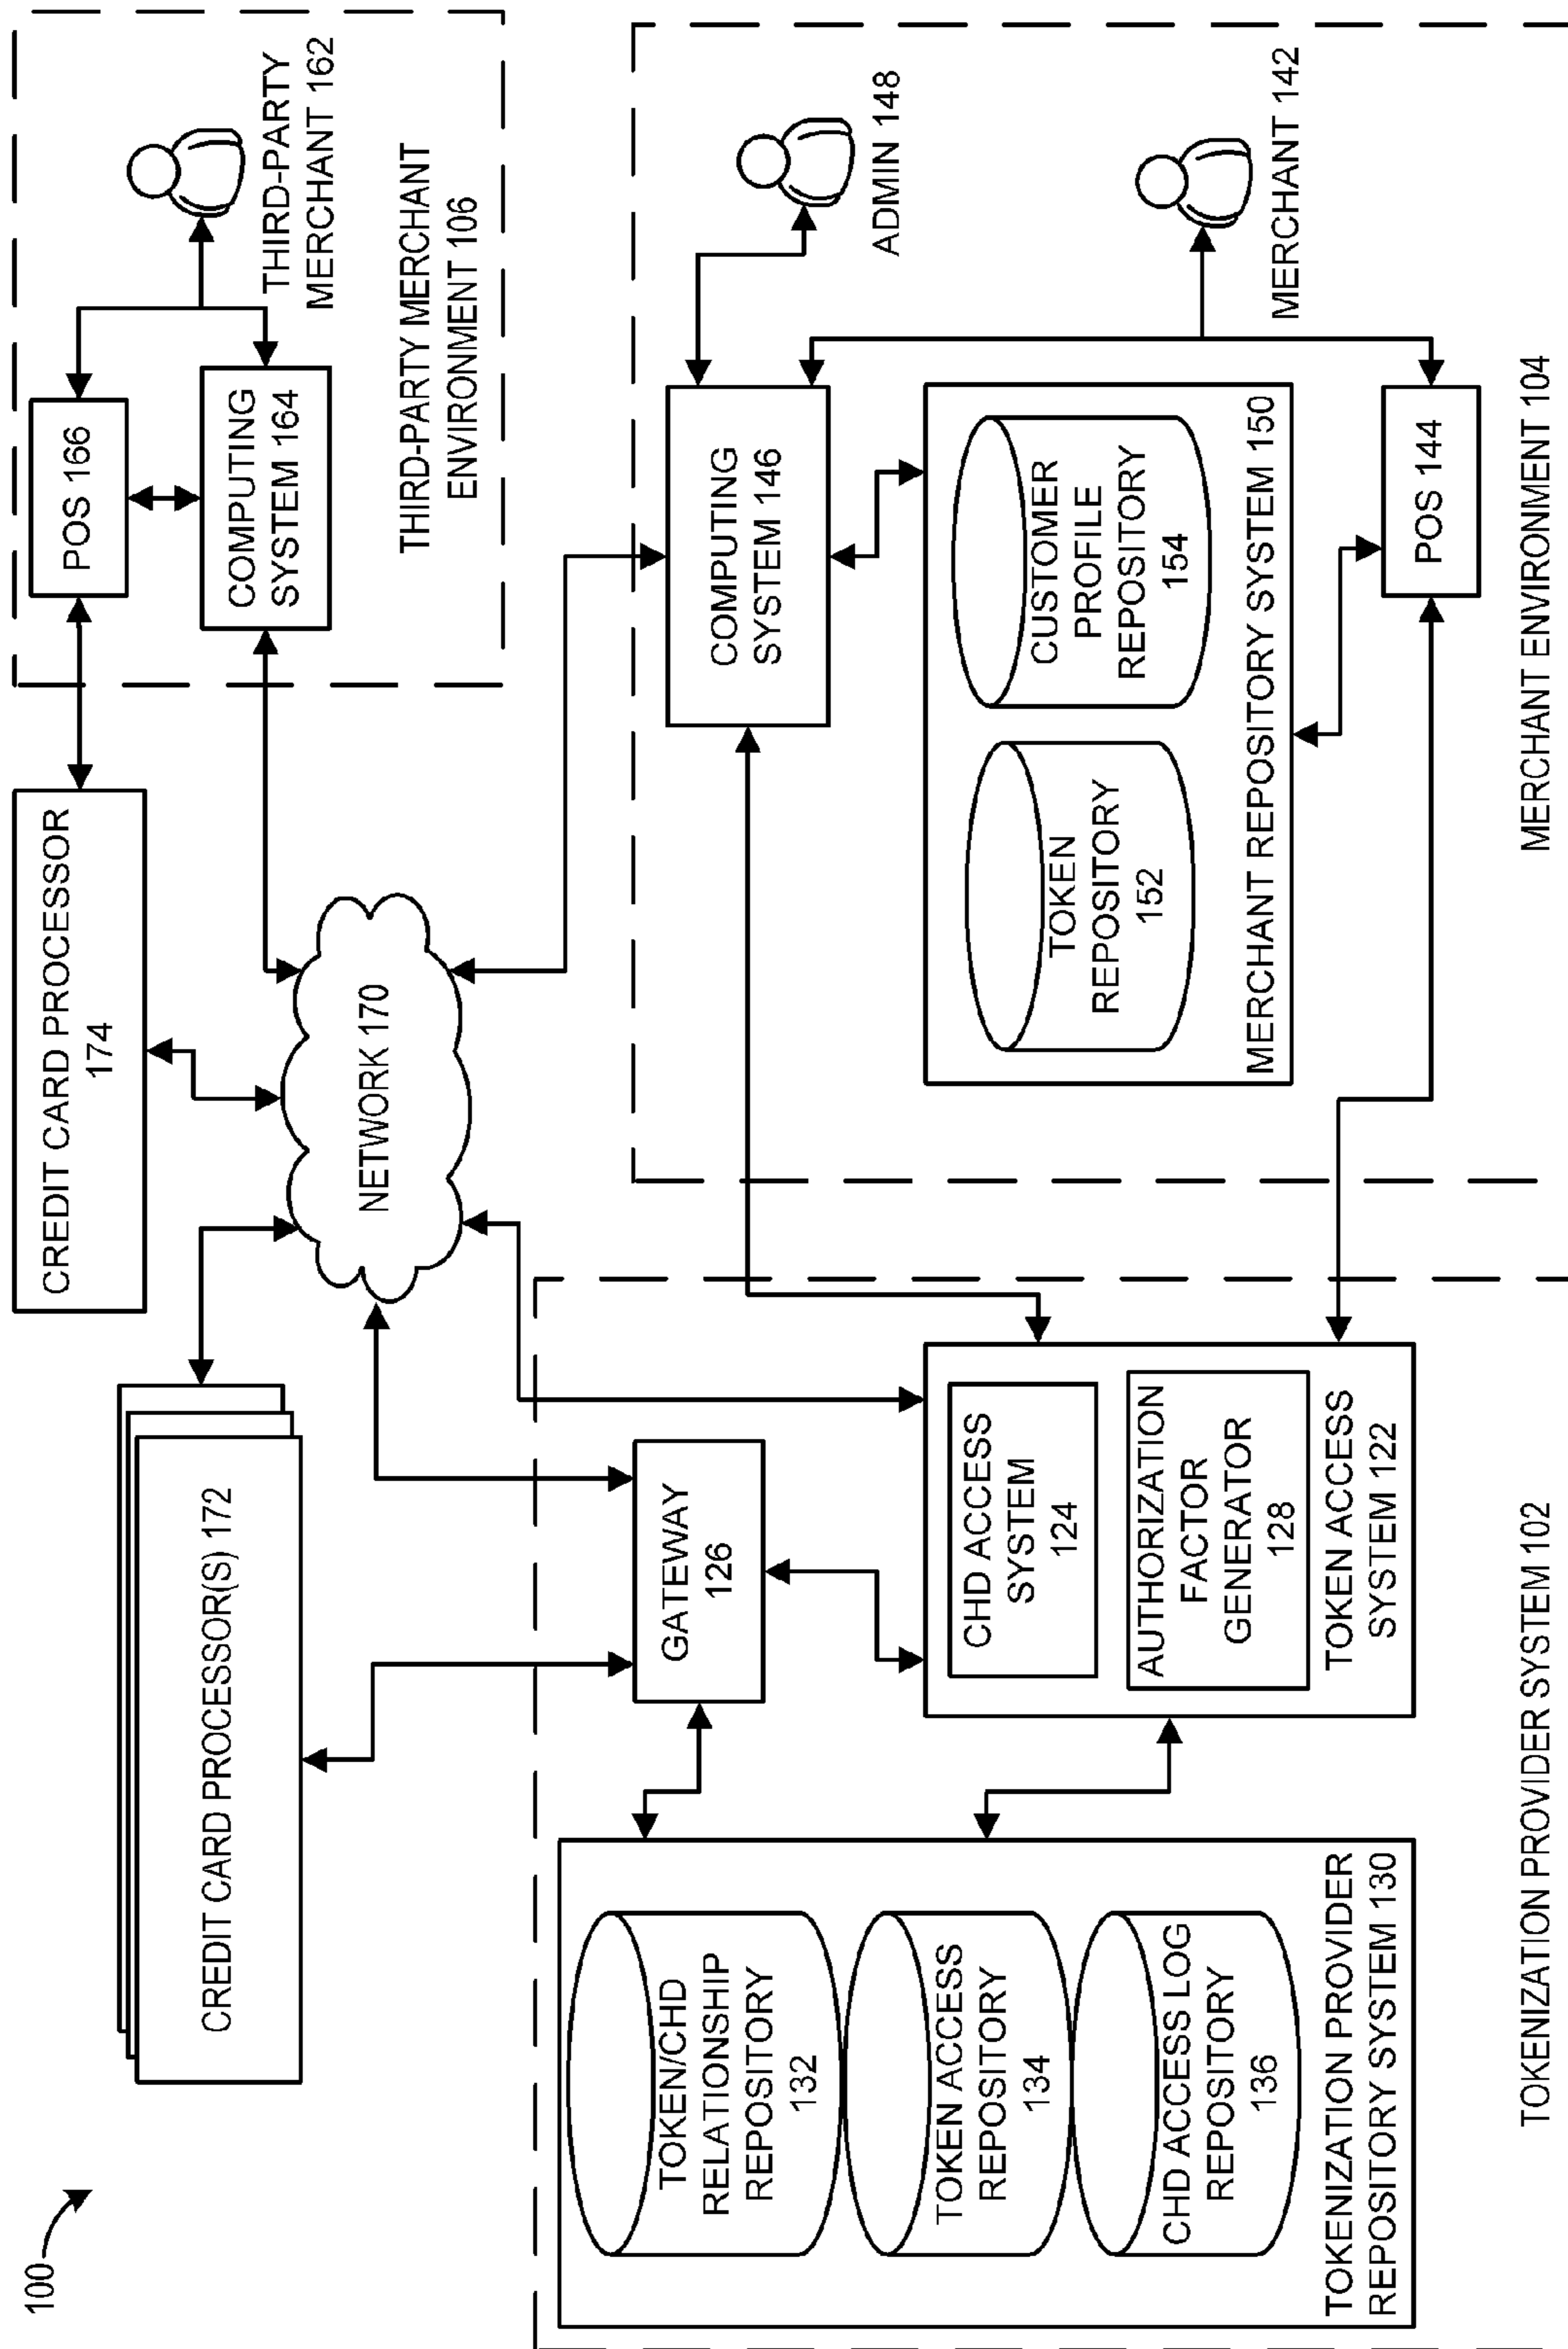 100
CREDIT CARD PROCESSOR(S) 172
CREDIT CARD PROCESSOR
174
POS 166
COMPUTING
SYSTEM 164
THIRD-PARTY
MERCHANT 162
THIRD-PARTY MERCHANT
ENVIRONMENT 106
NETWORK 170
TOKEN/CHD
RELATIONSHIP
REPOSITORY
132
TOKEN ACCESS
REPOSITORY
134
CHD ACCESS LOG
REPOSITORY
136
TOKENIZATION PROVIDER
REPOSITORY SYSTEM 130
GATEWAY
126
CHD ACCESS
SYSTEM
124
AUTHORIZATION
FACTOR
GENERATOR
128
TOKEN ACCESS
SYSTEM 122
TOKENIZATION PROVIDER SYSTEM 102
COMPUTING
SYSTEM 146
ADMIN 148
TOKEN
REPOSITORY
152
CUSTOMER
PROFILE
REPOSITORY
154
MERCHANT REPOSITORY SYSTEM 150
MERCHANT 142
POS 144
MERCHANT ENVIRONMENT 104